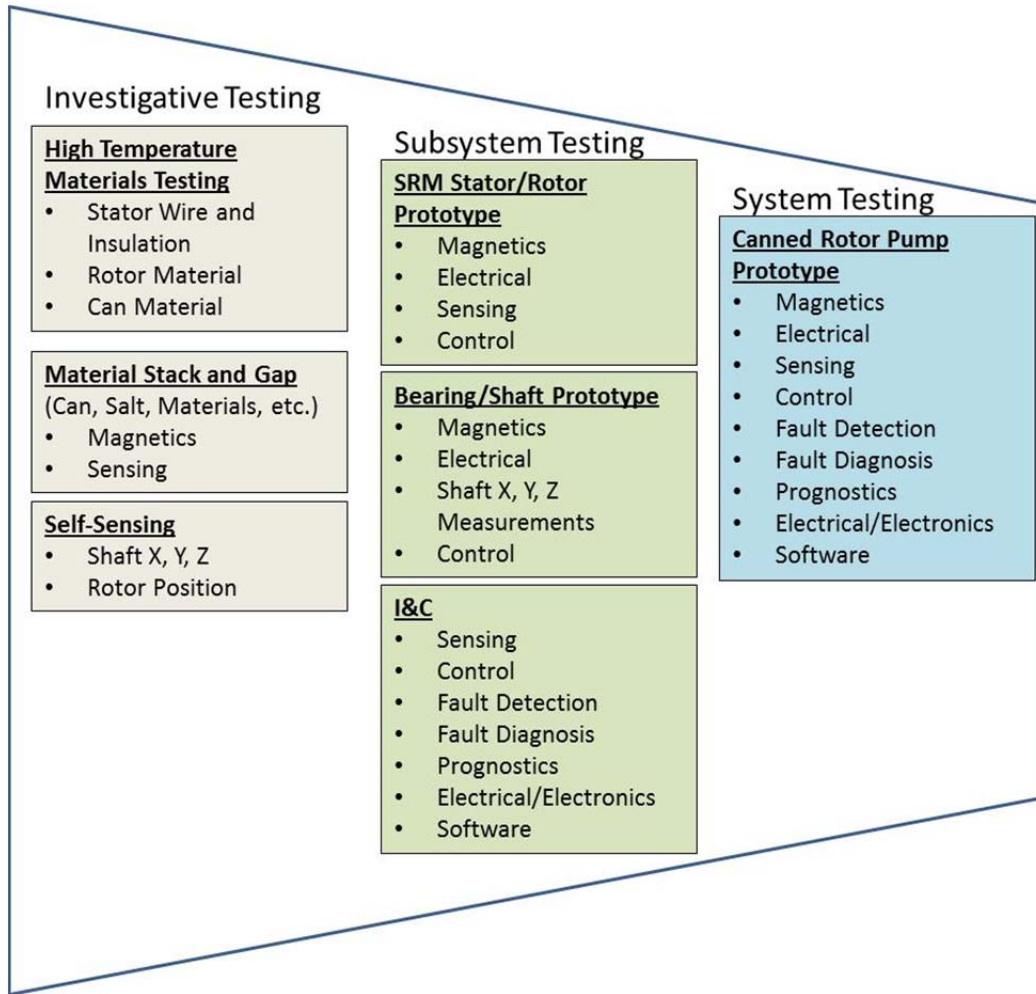 Investigative Testing
High Temperature
Materials Testing
• Stator Wire and
Insulation
• Rotor Material
• Can Material
Material Stack and Gap
(Can, Salt, Materials, etc.)
• Magnetics
• Sensing
Self-Sensing
• Shaft X, Y, Z
• Rotor Position
Subsystem Testing
SRM Stator/Rotor
Prototype
• Magnetics
• Electrical
• Sensing
• Control
Bearing/Shaft Prototype
• Magnetics
• Electrical
• Shaft X, Y, Z
Measurements
• Control
I&C
• Sensing
• Control
• Fault Detection
• Fault Diagnosis
• Prognostics
• Electrical/Electronics
• Software
System Testing
Canned Rotor Pump
Prototype
• Magnetics
• Electrical
• Sensing
• Control
• Fault Detection
• Fault Diagnosis
• Prognostics
• Electrical/Electronics
• Software